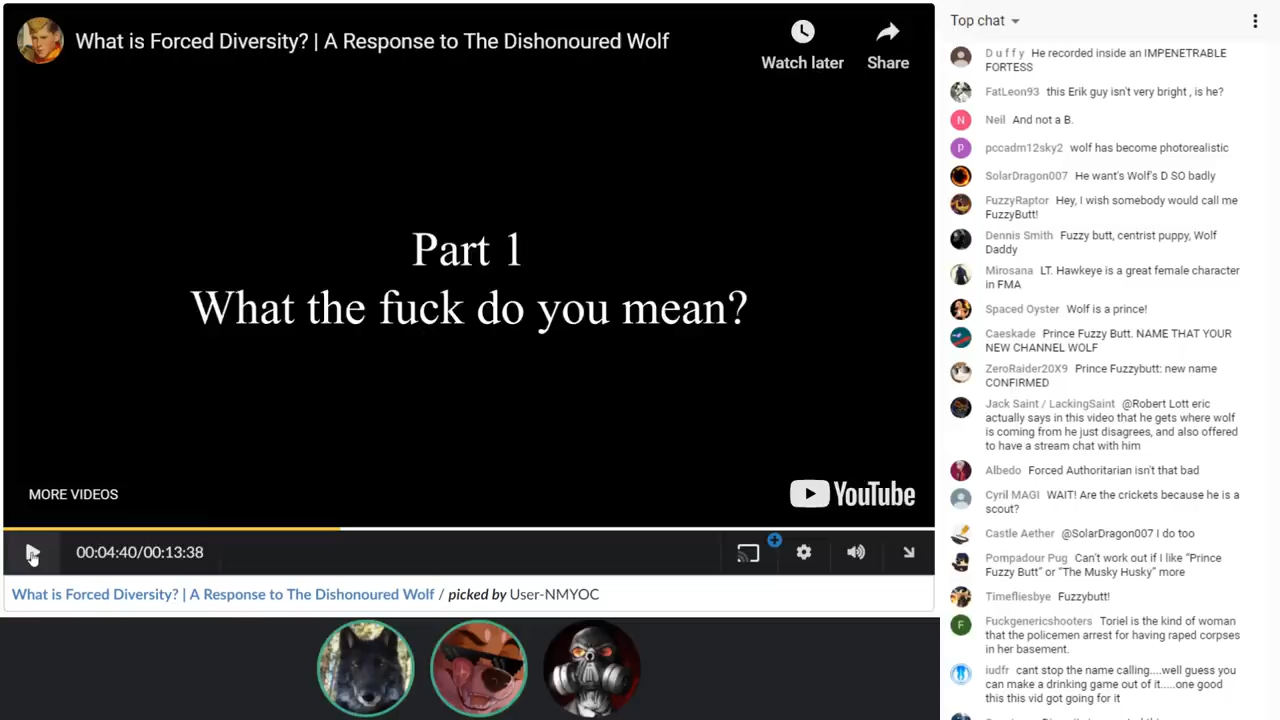 What is Forced Diversity? | A Response to The Dishonoured Wolf
Watch later
Share
Part 1
What the fuck do you mean?
MORE VIDEOS
YouTube
00:04:40/00:13:38
What is Forced Diversity? | A Response to The Dishonoured Wolf / picked by User-NMYOC
Top chat
D u f f y He recorded inside an IMPENETRABLE
FORTESS
FatLeon93 this Erik guy isn't very bright , is he?
N
Neil And not a B.
P
pccadm12sky2 wolf has become photorealistic
SolarDragon007 He want's Wolf's D SO badly
FuzzyRaptor Hey, I wish somebody would call me
FuzzyButt!
Dennis Smith Fuzzy butt, centrist puppy, Wolf
Daddy
Mirosana LT. Hawkeye is a great female character
in FMA
Spaced Oyster Wolf is a prince!
Caeskade Prince Fuzzy Butt. NAME THAT YOUR
NEW CHANNEL WOLF
ZeroRaider20X9 Prince Fuzzybutt: new name
CONFIRMED
Jack Saint / LackingSaint @Robert Lott eric
actually says in this video that he gets where wolf
is coming from he just disagrees, and also offered
to have a stream chat with him
Albedo Forced Authoritarian isn't that bad
Cyril MAGI WAIT! Are the crickets because he is a
scout?
Castle Aether @SolarDragon007 I do too
Pompadour Pug Can't work out if I like “Prince
Fuzzy Butt” or “The Musky Husky” more
Timefliesbye Fuzzybutt!
F
Fuckgenericshooters Toriel is the kind of woman
that the policemen arrest for having raped corpses
in her basement.
iudfr cant stop the name calling....well guess you
can make a drinking game out of it.....one good
this this vid got going for it